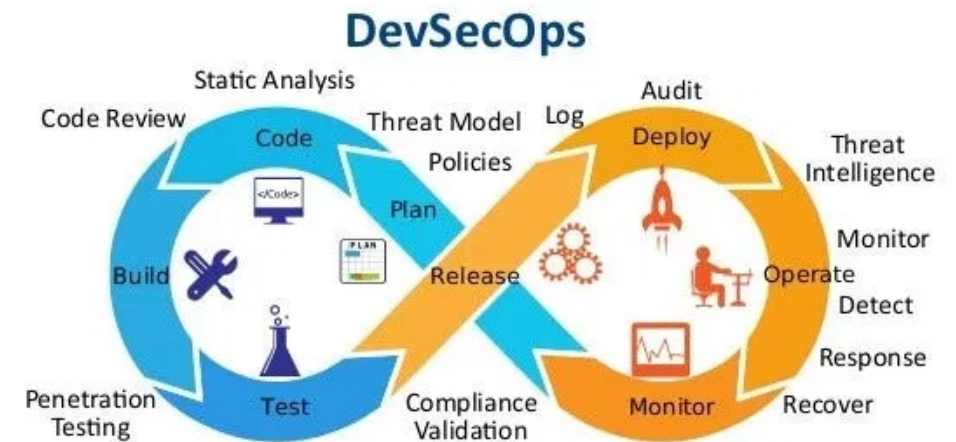 DevSecOps
Static Analysis
Code Review
Code
Threat Model
Policies
Plan
</Code>
PLAN
Build
Test
Penetration
Testing
Release
Compliance
Validation
Log
Audit
Deploy
Threat
Intelligence
Monitor
Operate
Detect
Response
Recover
Monitor